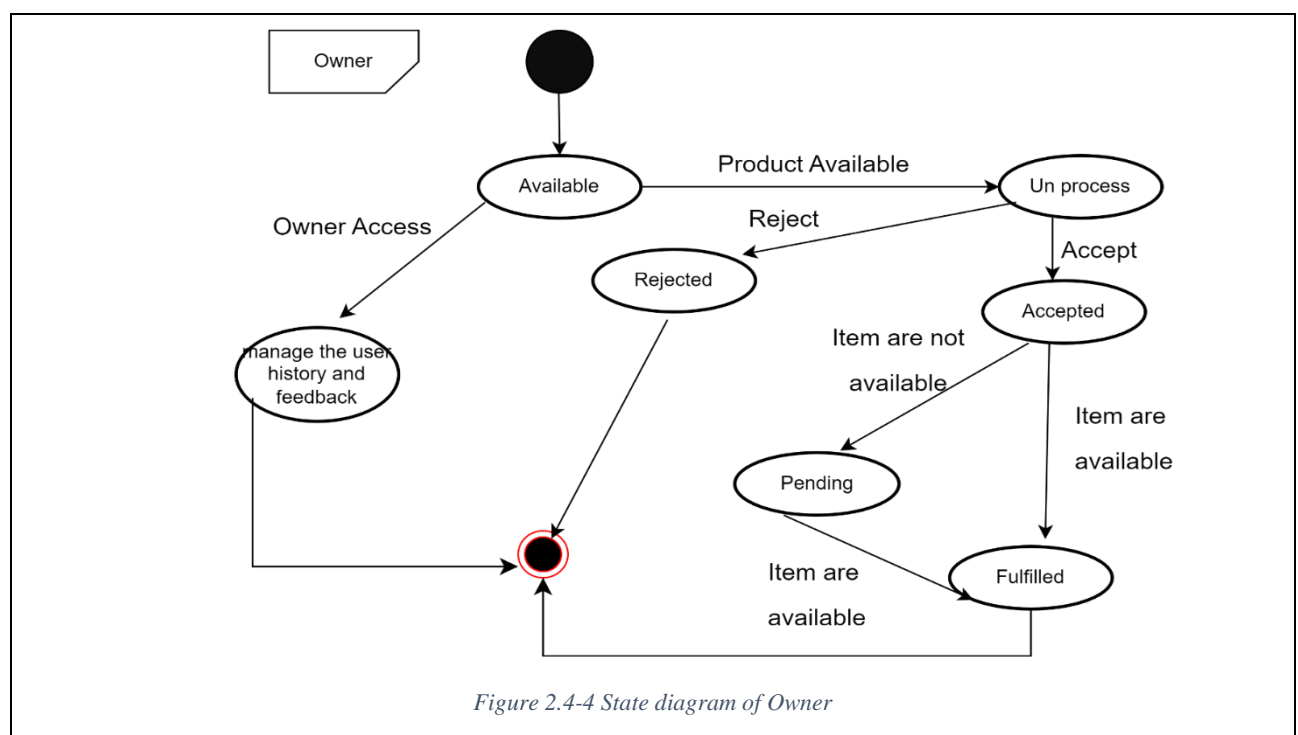 Owner
Available
Product Available
Un process
Owner Access
Reject
Accept
Rejected
Accepted
manage the user
history and
feedback
Item are not
available
Item are
available
Pending
Item are
available
Fulfilled
Figure 2.4-4 State diagram of Owner